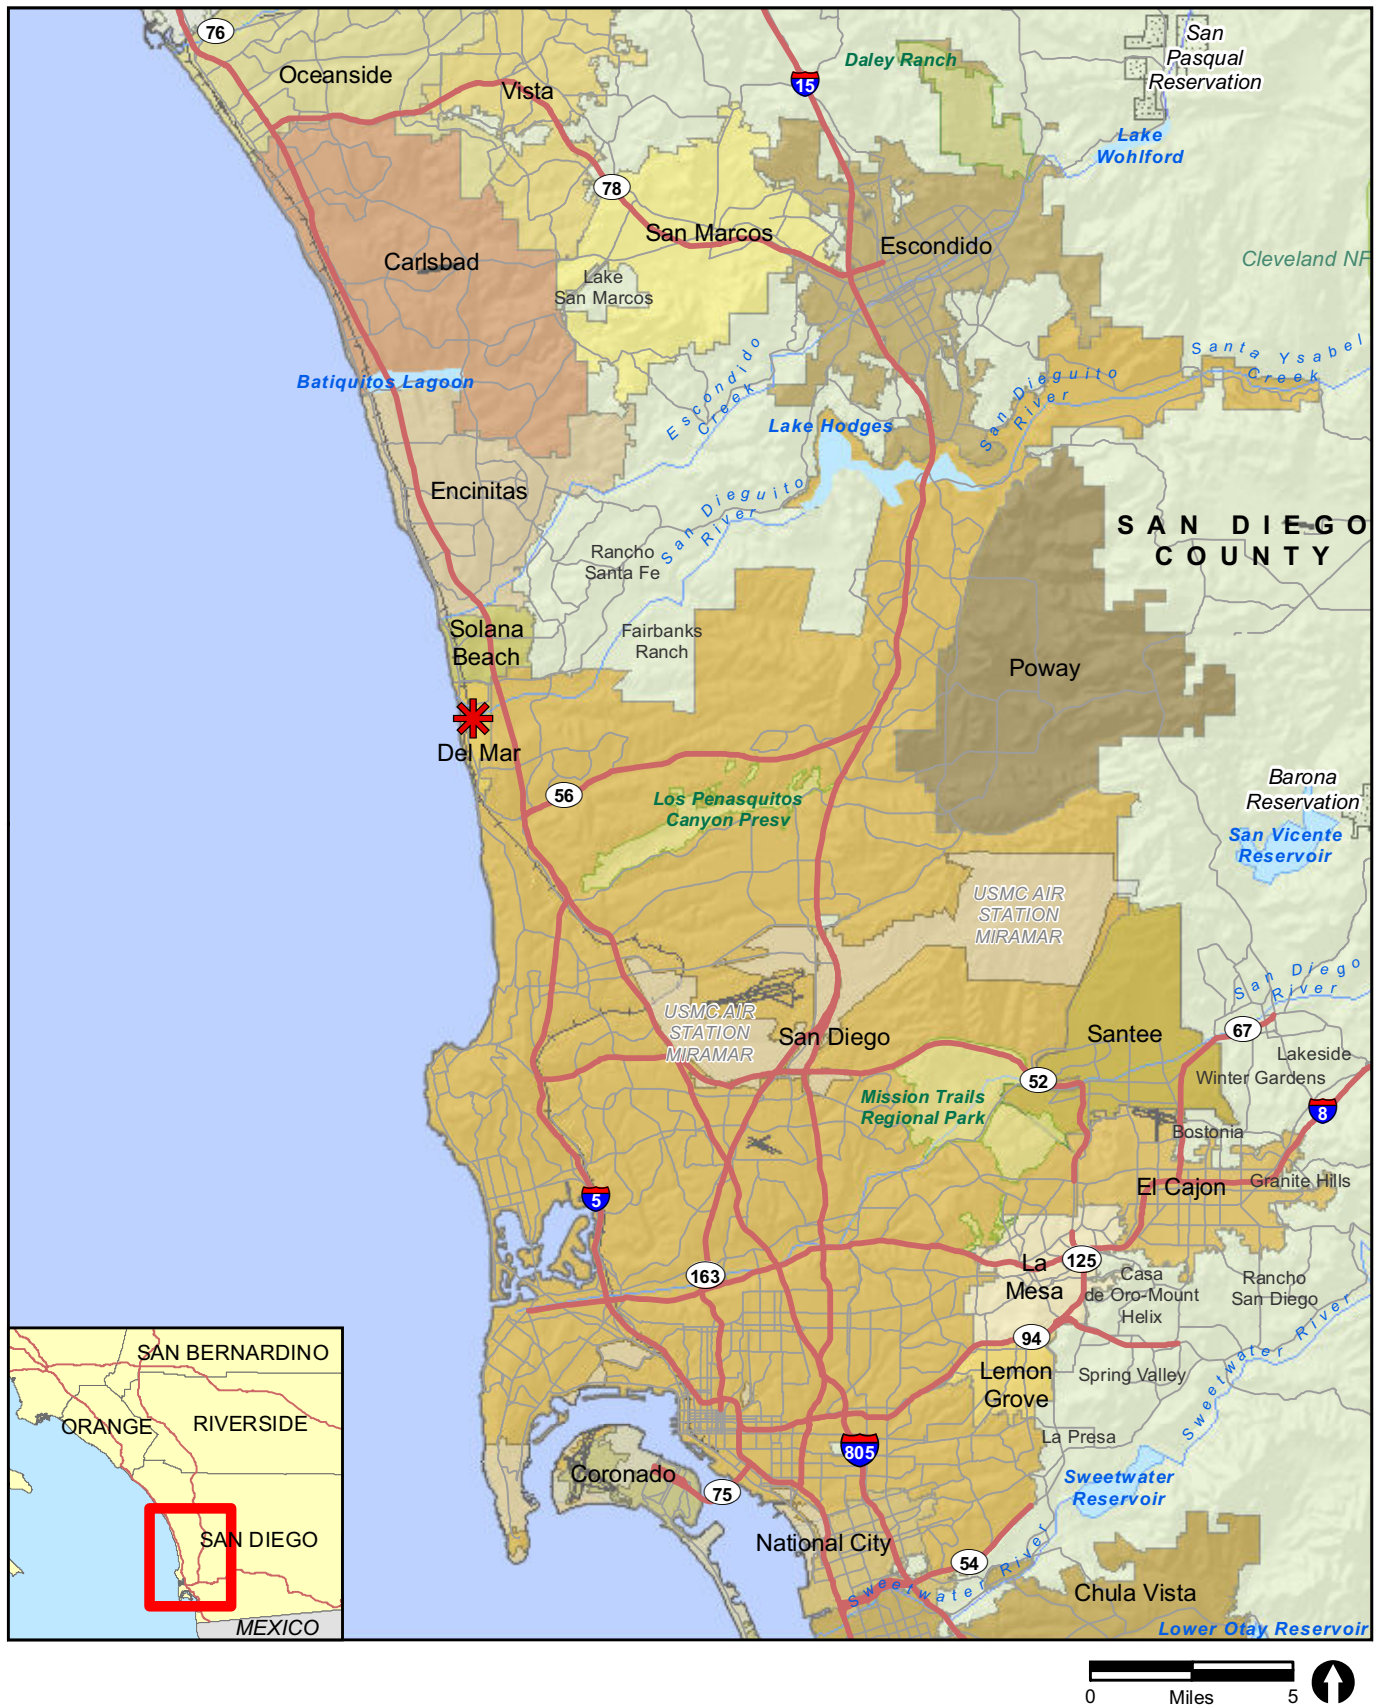 76
Oceanside
Vista
15
Daley Ranch
San
Pasqual
Reservation
Lake
Wohlford
78
San Marcos
Escondido
Carlsbad
Lake
San Marcos
Cleveland NF
Santa Ysabel
Creek
Batiquitos Lagoon
Escondido
Creek
San Dieguito
River
Lake Hodges
Encinitas
San Dieguito
River
SAN DIEGO
COUNTY
Rancho
Santa Fe
Solana
Beach
Fairbanks
Ranch
Poway
Del Mar
56
Los Penasquitos
Canyon Presv
Barona
Reservation
San Vicente
Reservoir
USMC AIR
STATION
MIRAMAR
San Diego
River
USMC AIR
STATION
MIRAMAR
San Diego
Santee
67
Lakeside
Winter Gardens
52
Mission Trails
Regional Park
8
Bostonia
El Cajon
Granite Hills
5
163
La
Mesa
125
Casa
de Oro-Mount
Helix
Rancho
San Diego
94
Lemon
Grove
Spring Valley
Sweetwater River
La Presa
805
Coronado
75
Sweetwater
Reservoir
National City
54
Sweetwater River
Chula Vista
Lower Otay Reservoir
SAN BERNARDINO
ORANGE
RIVERSIDE
SAN DIEGO
MEXICO
0 Miles 5